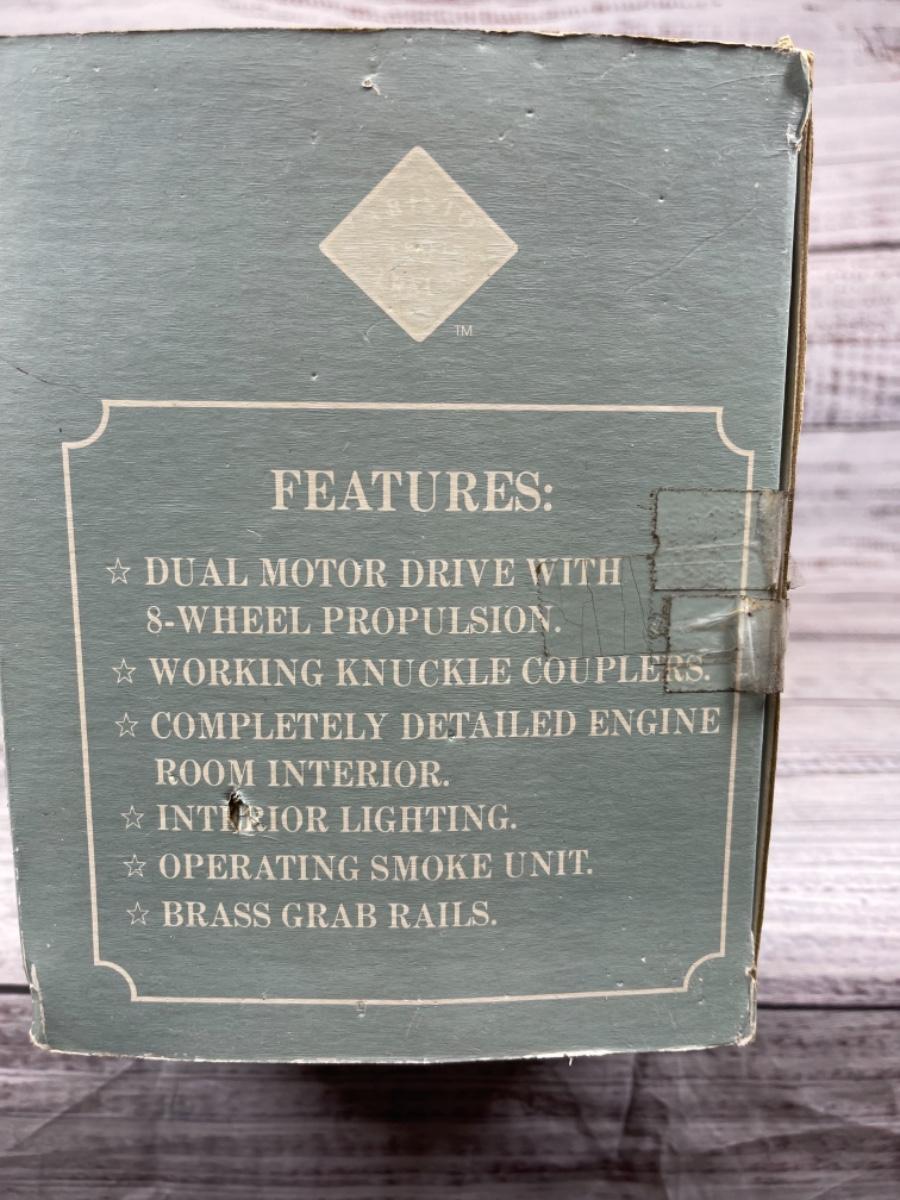 TM
FEATURES:
☆ DUAL MOTOR DRIVE WITH
8-WHEEL PROPULSION.
☆ WORKING KNUCKLE COUPLERS.
☆ COMPLETELY DETAILED ENGINE
ROOM INTERIOR.
☆ INTERIOR LIGHTING.
☆ OPERATING SMOKE UNIT.
☆ BRASS GRAB RAILS.